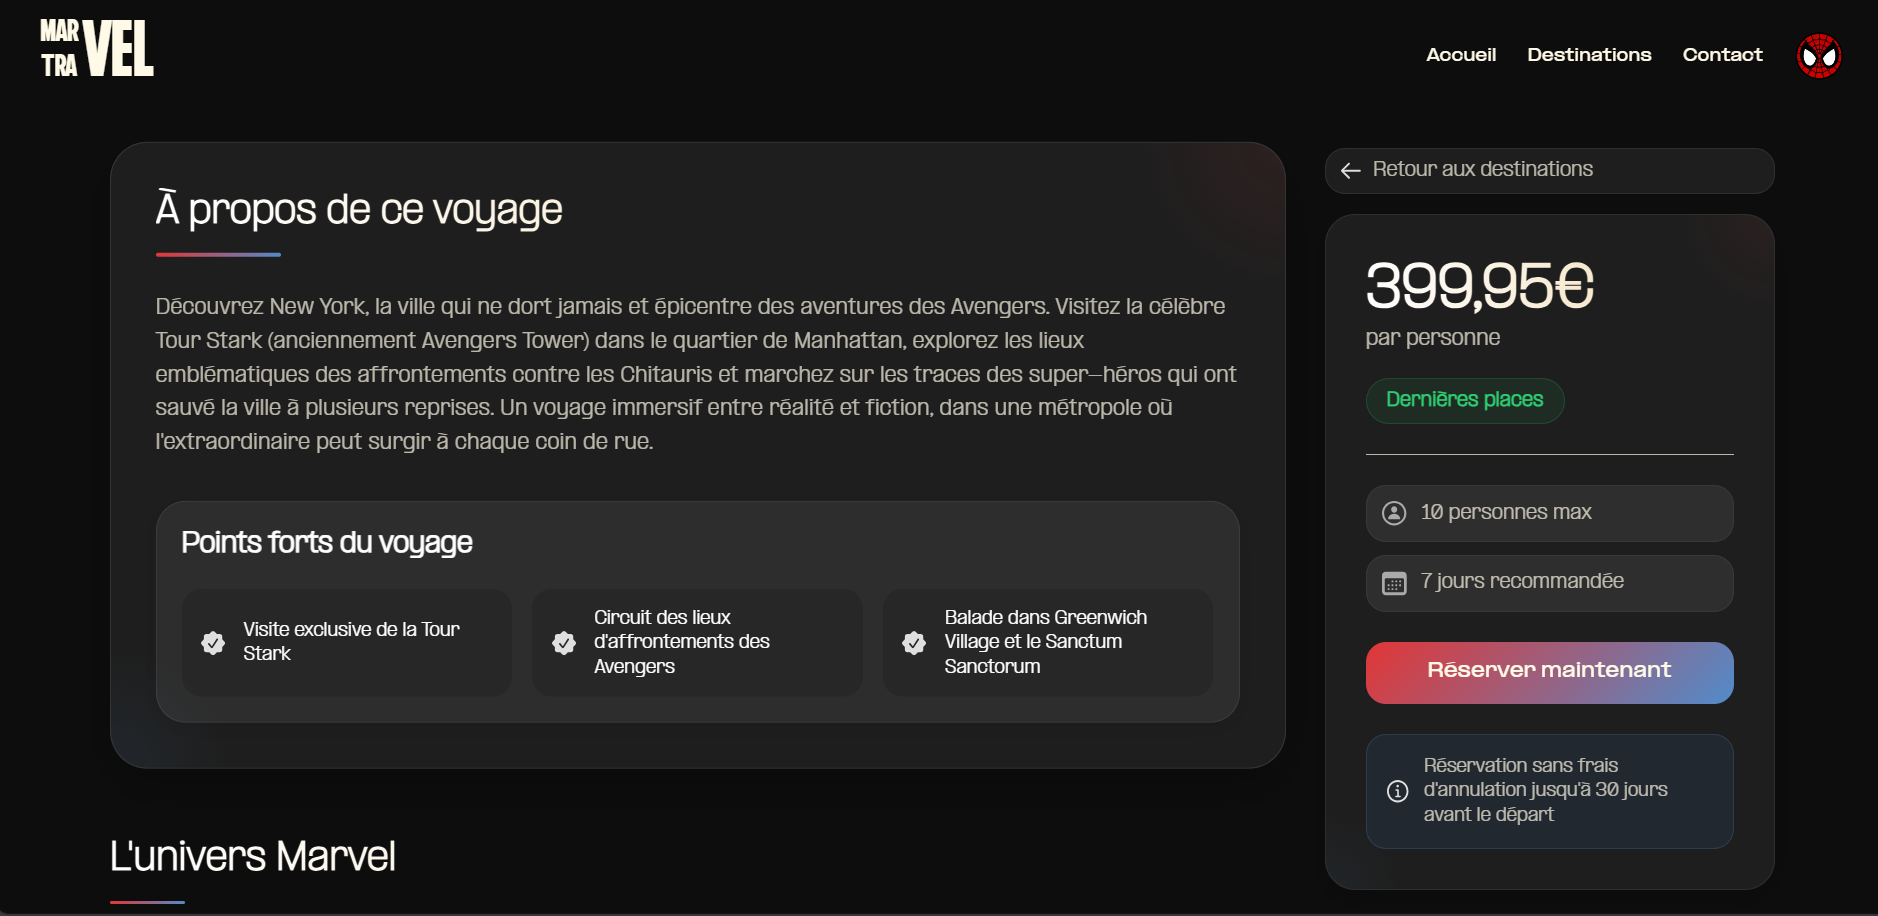 MAR
TRA
VEL
Accueil
Destinations
Contact
À propos de ce voyage
Découvrez New York, la ville qui ne dort jamais et épicentre des aventures des Avengers. Visitez la célèbre
Tour Stark (anciennement Avengers Tower) dans le quartier de Manhattan, explorez les lieux
emblématiques des affrontements contre les Chitauris et marchez sur les traces des super-héros qui ont
sauvé la ville à plusieurs reprises. Un voyage immersif entre réalité et fiction, dans une métropole où
l'extraordinaire peut surgir à chaque coin de rue.
Points forts du voyage
Visite exclusive de la Tour
Stark
Circuit des lieux
d'affrontements des
Avengers
Balade dans Greenwich
Village et le Sanctum
Sanctorum
L'univers Marvel
Retour aux destinations
399,95€
par personne
Dernières places
10 personnes max
7 jours recommandée
Réserver maintenant
Réservation sans frais
d'annulation jusqu'à 30 jours
avant le départ